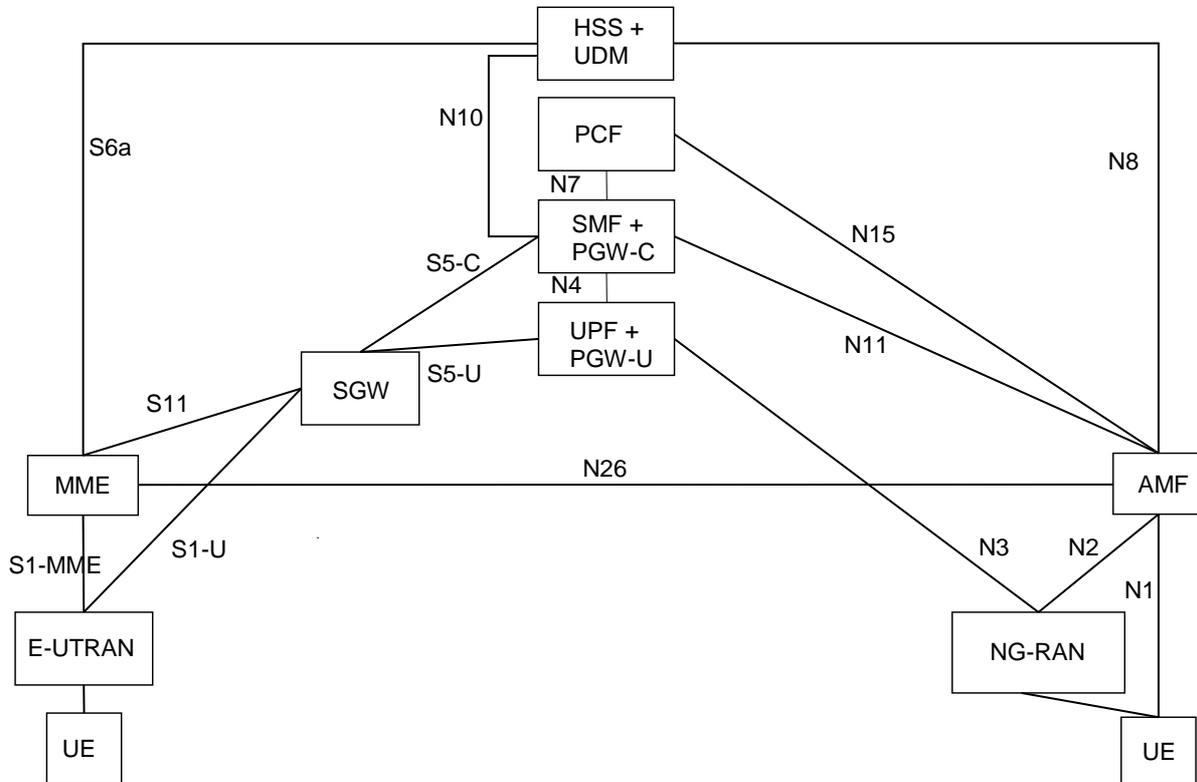 HSS +
UDM
N10
PCF
S6a
N8
N7
SMF +
PGW-C
N15
S5-C
N4
UPF +
PGW-U
N11
S5-U
SGW
S11
N26
MME
AMF
S1-U
N3
N2
S1-MME
N1
E-UTRAN
NG-RAN
UE
UE